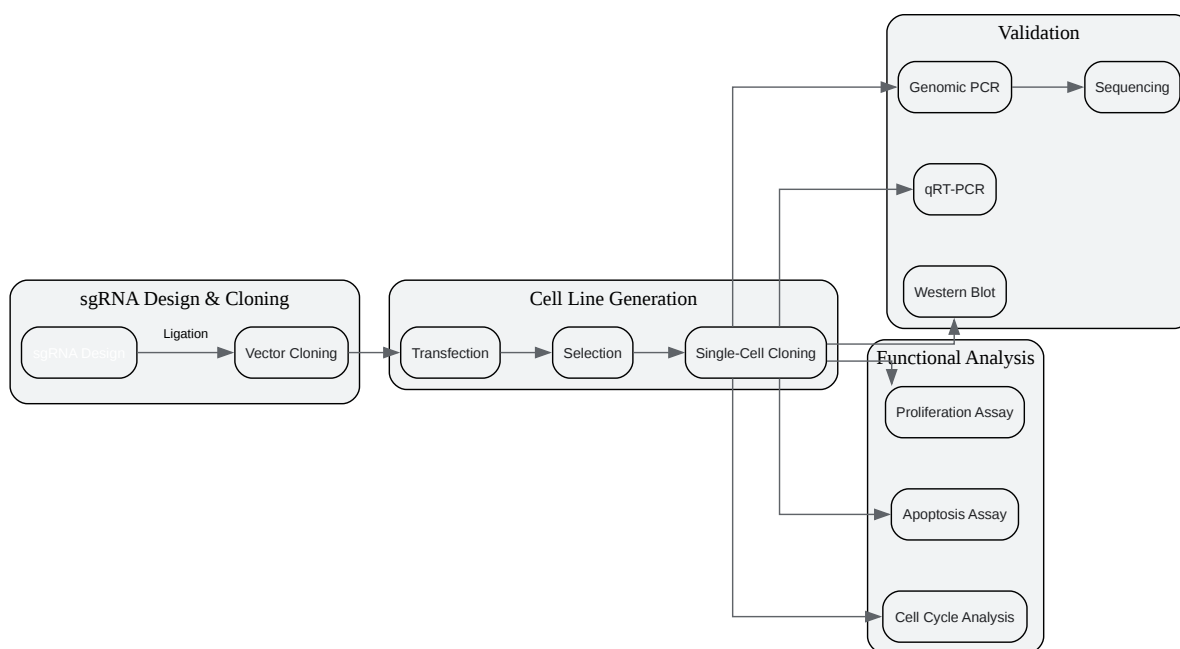 sgRNA Design & Cloning
sgRNA Design
Ligation
Vector Cloning
Cell Line Generation
Transfection
Selection
Single-Cell Cloning
Validation
Genomic PCR
Sequencing
qRT-PCR
Western Blot
Functional Analysis
Proliferation Assay
Apoptosis Assay
Cell Cycle Analysis